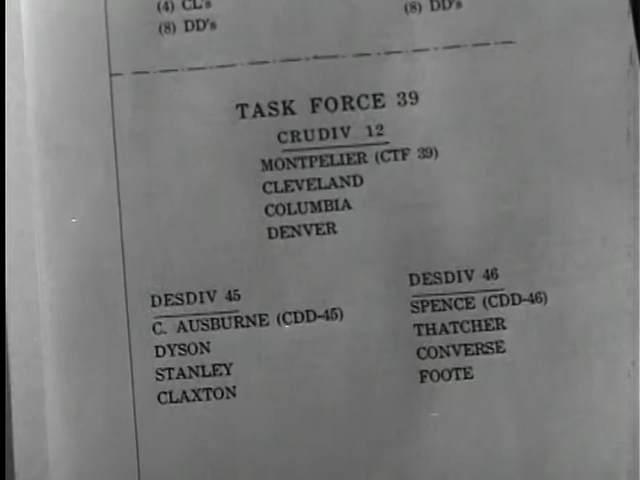 (4) CL's
(8) DD's
(8) DD's
TASK FORCE 39
CRUDIV 12
MONTPELIER (CTF 39)
CLEVELAND
COLUMBIA
DENVER
DESDIV 45
C. AUSBURNE (CDD-45)
DYSON
STANLEY
CLAXTON
DESDIV 46
SPENCE (CDD-46)
THATCHER
CONVERSE
FOOTE